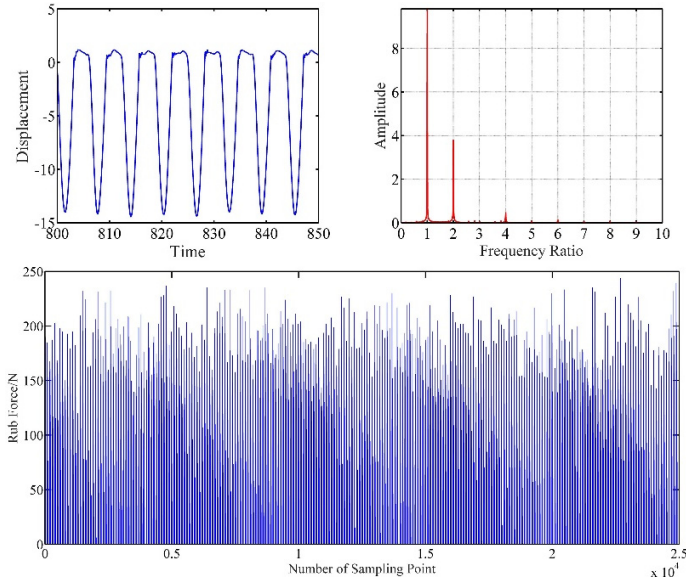 5
0
-5
-10
-15
Displacement
800 810 820 830 840 850
Time
8
6
4
2
0
Amplitude
0 1 2 3 4 5 6 7 8 9 10
Frequency Ratio
250
200
150
100
50
0
Rub Force/N
0 0.5 1 1.5 2 2.5
Number of Sampling Point
x 10^4